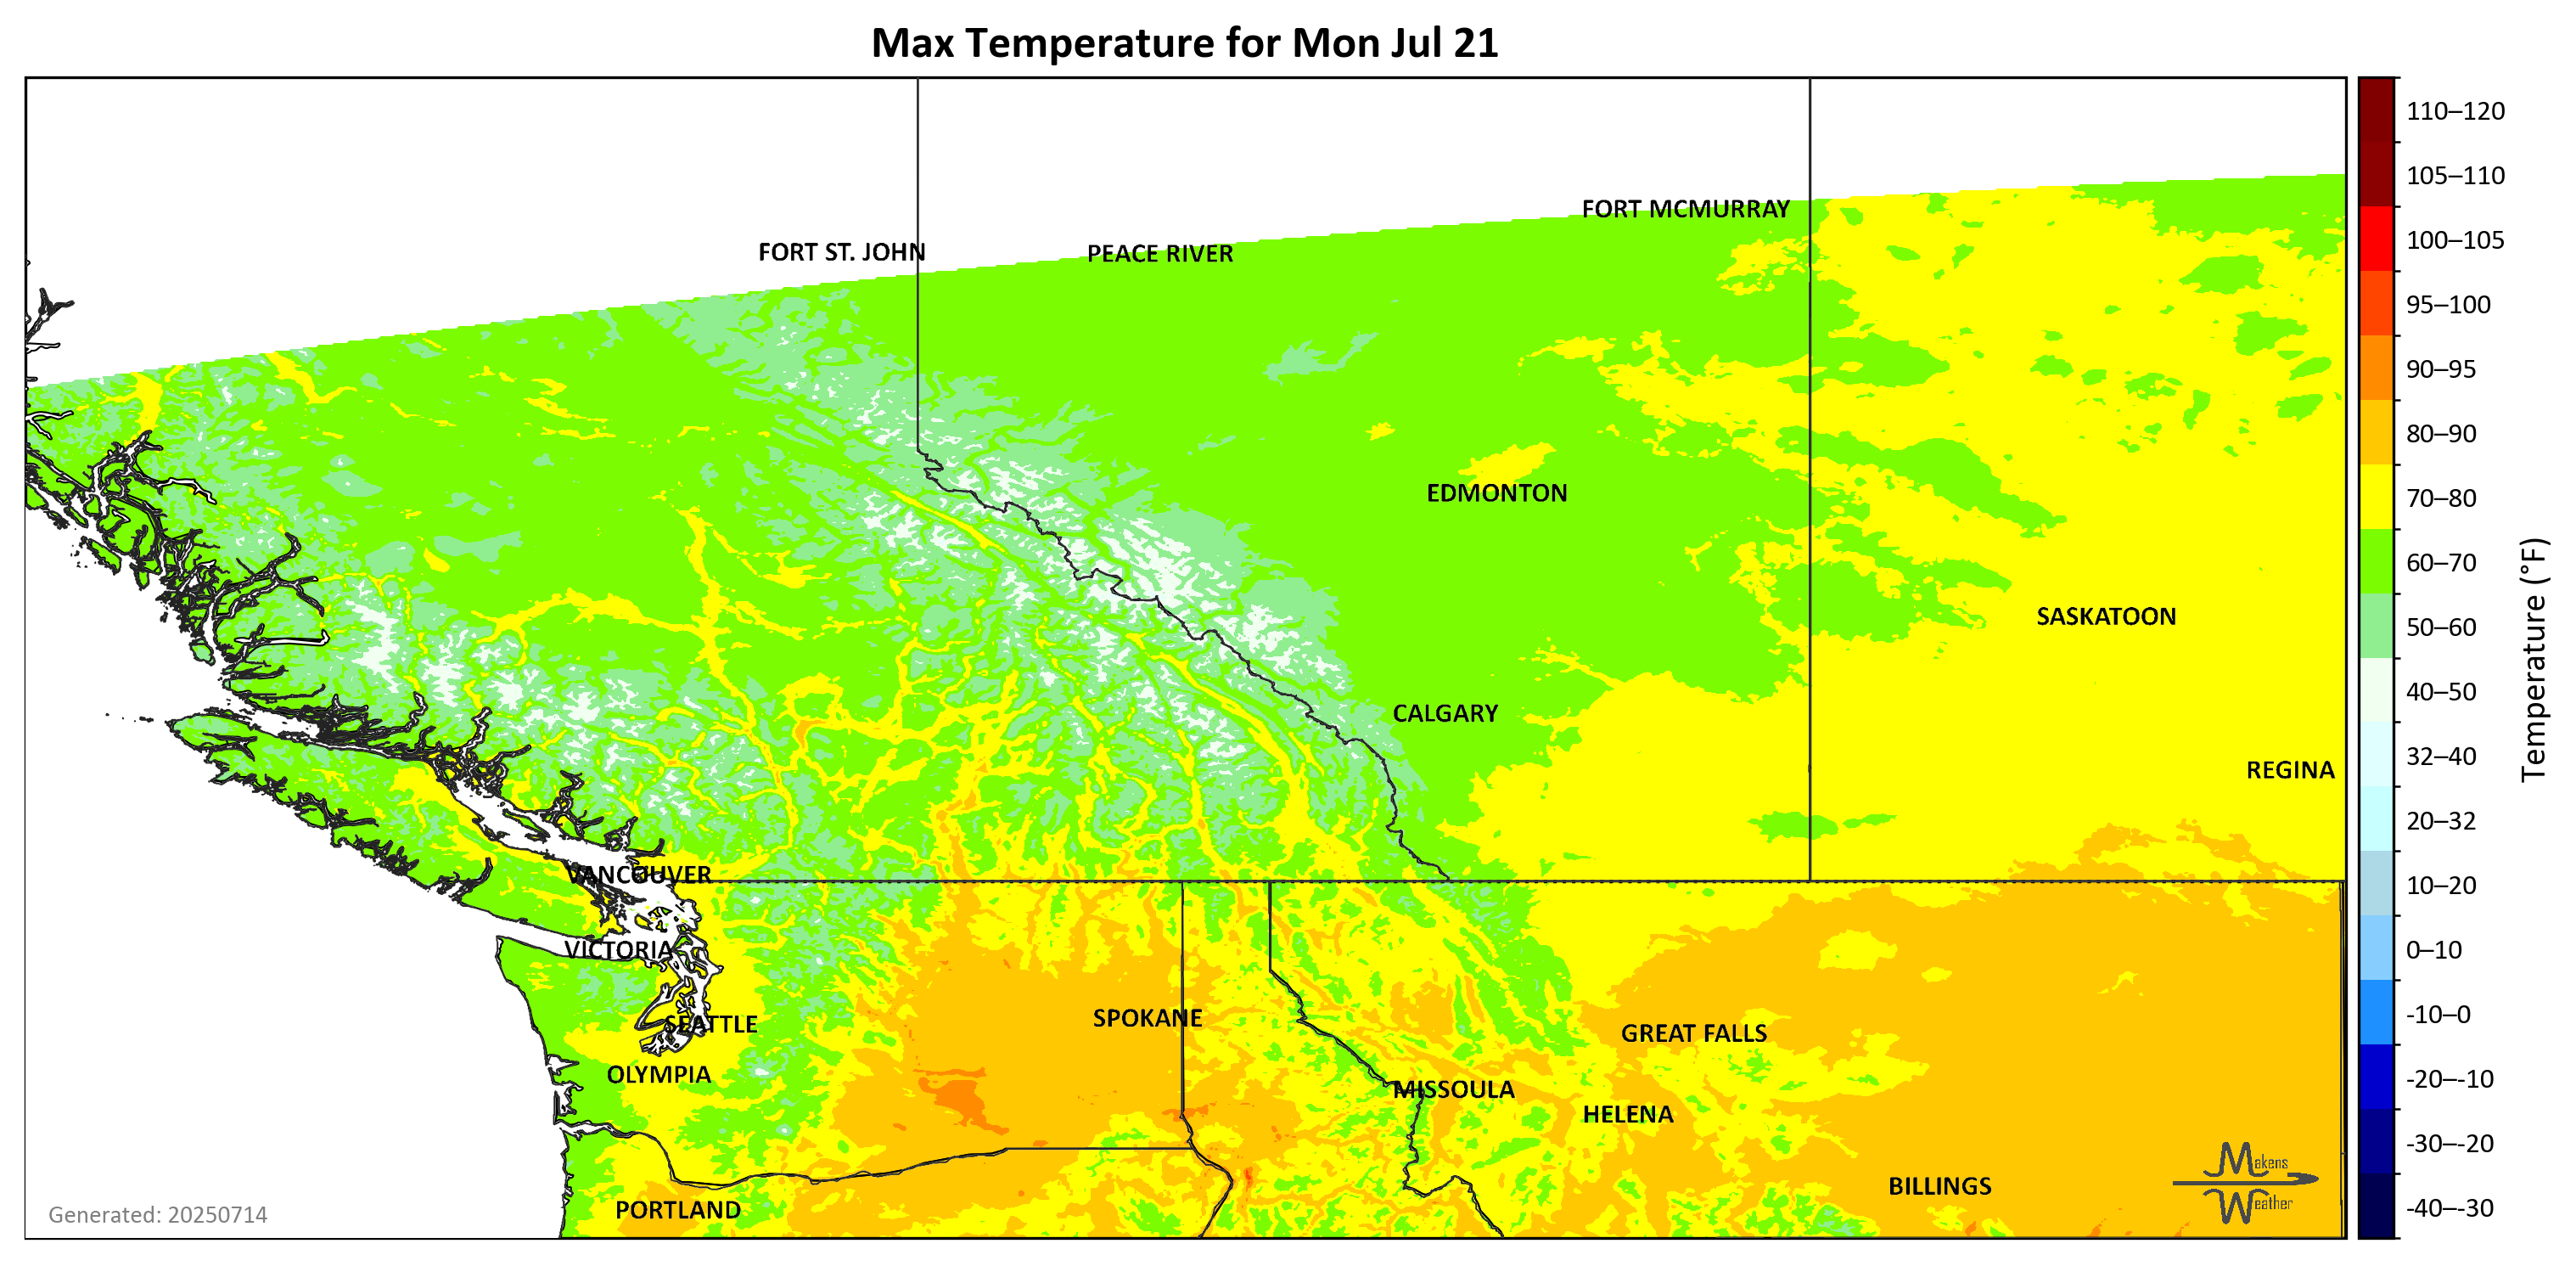 Max Temperature for Mon Jul 21
FORT MCMURRAY
FORT ST. JOHN
PEACE RIVER
EDMONTON
SASKATOON
CALGARY
REGINA
VANCOUVER
VICTORIA
SEATTLE
SPOKANE
GREAT FALLS
OLYMPIA
MISSOULA
HELENA
BILLINGS
PORTLAND
Makens
Weather
Generated: 20250714
110–120
105–110
100–105
95–100
90–95
80–90
70–80
60–70
50–60
40–50
32–40
20–32
10–20
0–10
-10–0
-20–-10
-30–-20
-40–-30
Temperature (°F)